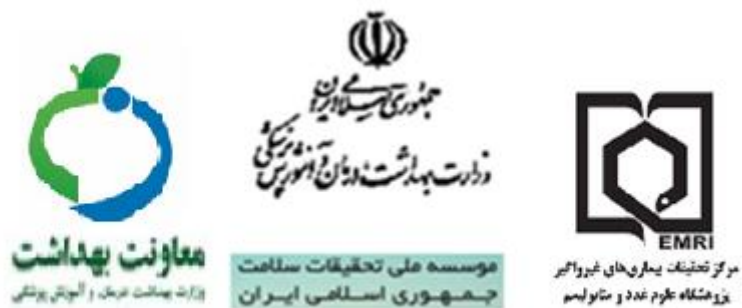 معاونت بهداشت
وزارت بهداشت، درمان و آموزش پزشکی
جمهوری اسلامی ایران
وزارت بهداشت، درمان و آموزش پزشکی
موسسه ملی تحقیقات سلامت
جمهوری اسلامی ایران
EMRI
مرکز تحقیقات بیماری‌های غیرواگیر
پژوهشگاه علوم غدد و متابولیسم